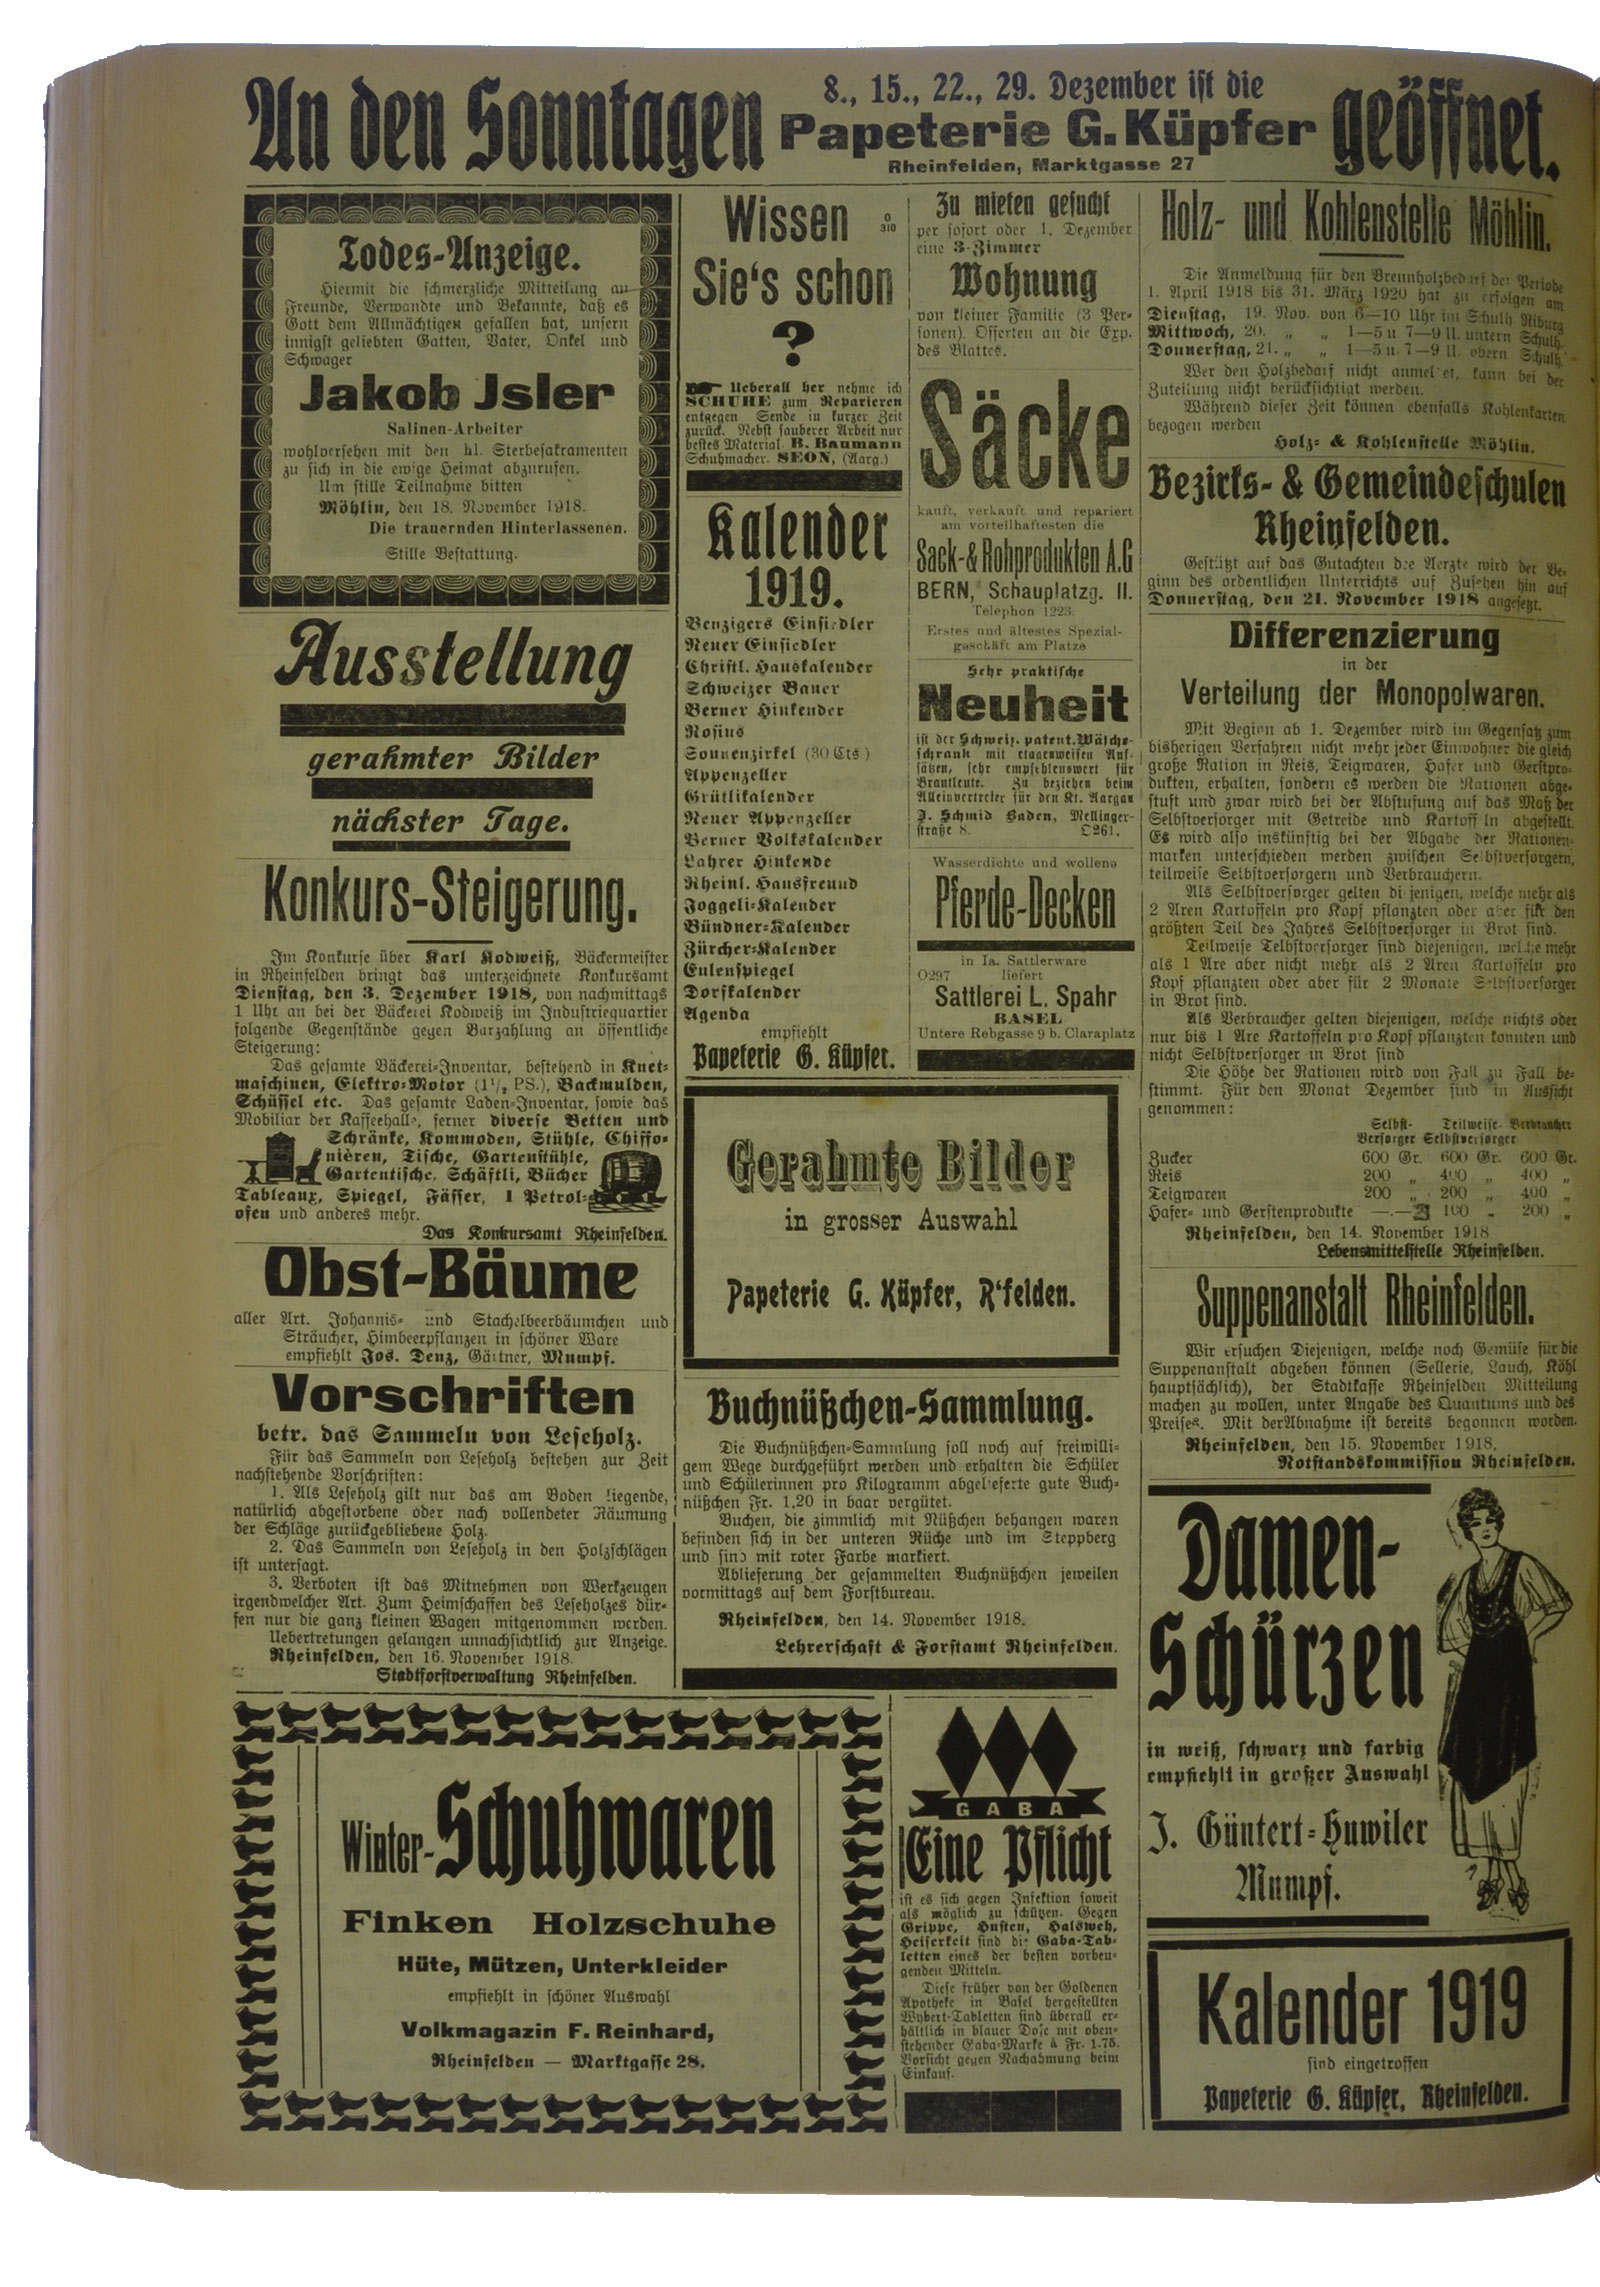 An den Sonntagen
8., 15., 22., 29. Dezember ist die
Papeterie G. Küpfer
Rheinfelden, Marktgasse 27
geöffnet.
Todes-Anzeige.
Hiermit die schmerzliche Mitteilung an
Freunde, Verwandte und Bekannte, daß es
Gott dem Allmächtigen gefallen hat, unsern
innigst geliebten Gatten, Vater, Onkel und
Schwager
Jakob Jsler
Salinen-Arbeiter
wohlversehen mit den hl. Sterbesakramenten
zu sich in die ewige Heimat abzurufen.
Um stille Teilnahme bitten
Möhlin, den 18. November 1918.
Die trauernden Hinterlassenen.
Stille Bestattung.
Ausstellung
gerahmter Bilder
nächster Tage.
Konkurs-Steigerung.
Im Konkurse über Karl Kodweiß, Bäckermeister
in Rheinfelden bringt das unterzeichnete Konkursamt
Dienstag, den 3. Dezember 1918, von nachmittags
1 Uhr an bei der Bäckerei Kodweiß im Industriequartier
folgende Gegenstände gegen Barzahlung an öffentliche
Steigerung:
Das gesamte Bäckerei-Inventar, bestehend in Knet-
maschinen, Elektro-Motor (1½ PS.), Backmulden,
Schüssel etc. Das gesamte Laden-Inventar, sowie das
Mobiliar der Kaffeehalle, ferner diverse Betten und
Schränke, Kommoden, Stühle, Chiffo-
nièren, Tische, Gartenstühle,
Gartentische, Schäftli, Bücher
Tableaux, Spiegel, Fässer, 1 Petrol-
ofen und anderes mehr.
Das Konkursamt Rheinfelden.
Obst-Bäume
aller Art. Johannis- und Stachelbeerbäumchen und
Sträucher, Himbeerpflanzen in schöner Ware
empfiehlt Jos. Denz, Gärtner, Mumpf.
Vorschriften
betr. das Sammeln von Leseholz.
Für das Sammeln von Leseholz bestehen zur Zeit
nachstehende Vorschriften:
1. Als Leseholz gilt nur das am Boden liegende,
natürlich abgestorbene oder nach vollendeter Räumung
der Schläge zurückgebliebene Holz.
2. Das Sammeln von Leseholz in den Holzschlägen
ist untersagt.
3. Verboten ist das Mitnehmen von Werkzeugen
irgendwelcher Art. Zum Heimschaffen des Leseholzes dür-
fen nur die ganz kleinen Wagen mitgenommen werden.
Uebertretungen gelangen unnachsichtlich zur Anzeige.
Rheinfelden, den 16. November 1918.
Stadtforstverwaltung Rheinfelden.
Wissen
O
310
Sie's schon
?
Ueberall her nehme ich
SCHUHE zum Reparieren
entgegen Sende in kurzer Zeit
zurück. Nebst sauberer Arbeit nur
bestes Material. B. Baumann
Schuhmacher. SEON, (Aarg.)
Kalender
1919.
Benzigers Einsiedler
Neuer Einsiedler
Christl. Hauskalender
Schweizer Bauer
Berner Hinkender
Rosius
Sonnenzirkel (30 Cts)
Appenzeller
Grütlikalender
Neuer Appenzeller
Berner Volkskalender
Lahrer Hinkende
Rheinl. Hausfreund
Joggeli-Kalender
Bündner-Kalender
Zürcher-Kalender
Eulenspiegel
Dorfkalender
Agenda
empfiehlt
Papeterie G. Küpfer.
Zu mieten gesucht
per sofort oder 1. Dezember
eine 3-Zimmer
Wohnung
von kleiner Familie (3 Per-
sonen). Offerten an die Exp.
des Blattes.
Säcke
kauft, verkauft und repariert
am vorteilhaftesten die
Sack-& Rohprodukten A.G
BERN, Schauplatzg. II.
Telephon 1223.
Erstes und ältestes Spezial-
geschäft am Platze
Sehr praktische
Neuheit
ist der Schweiz. patent. Wäsche-
schrank mit etagenweisen Auf-
sätzen, sehr empfehlenswert für
Brautleute. Zu beziehen beim
Alleinvertreter für den Kt. Aargau
J. Schmid Baden, Mellinger-
straße 8. O261.
Wasserdichte und wollene
Pferde-Decken
in Ia. Sattlerware
O297 liefert
Sattlerei L. Spahr
BASEL
Untere Rebgasse 9 b. Claraplatz
Gerahmte Bilder
in grosser Auswahl
Papeterie G. Küpfer, R'felden.
Buchnüßchen-Sammlung.
Die Buchnüßchen-Sammlung soll noch auf freiwilli-
gem Wege durchgeführt werden und erhalten die Schüler
und Schülerinnen pro Kilogramm abgelieferte gute Buch-
nüßchen Fr. 1.20 in baar vergütet.
Buchen, die zimmlich mit Nüßchen behangen waren
befinden sich in der unteren Rüche und im Steppberg
und sind mit roter Farbe markiert.
Ablieferung der gesammelten Buchnüßchen jeweilen
vormittags auf dem Forstbureau.
Rheinfelden, den 14. November 1918.
Lehrerschaft & Forstamt Rheinfelden.
Holz- und Kohlenstelle Möhlin.
Die Anmeldung für den Brennholzbedarf der Periode
1. April 1918 bis 31. März 1920 hat zu erfolgen am
Dienstag, 19. Nov. von 6—10 Uhr im Schulh. Riburg
Mittwoch, 20. „ „ 1—5 u. 7—9 U. untern Schulh.
Donnerstag, 21. „ „ 1—5 u. 7—9 U. obern Schulh.
Wer den Holzbedarf nicht anmeldet, kann bei der
Zuteilung nicht berücksichtigt werden.
Während dieser Zeit können ebenfalls Kohlenkarten
bezogen werden
Holz- & Kohlenstelle Möhlin.
Bezirks- & Gemeindeschulen
Rheinfelden.
Gestützt auf das Gutachten der Aerzte wird der Be-
ginn des ordentlichen Unterrichts auf Zusehen hin auf
Donnerstag, den 21. November 1918 angesetzt.
Differenzierung
in der
Verteilung der Monopolwaren.
Mit Beginn ab 1. Dezember wird im Gegensatz zum
bisherigen Verfahren nicht mehr jeder Einwohner die gleich
große Ration in Reis, Teigwaren, Hafer und Gerstpro-
dukten, erhalten, sondern es werden die Rationen abge-
stuft und zwar wird bei der Abstufung auf das Maß der
Selbstversorger mit Getreide und Kartoffeln abgestellt.
Es wird also inskünftig bei der Abgabe der Rationen-
marken unterschieden werden zwischen Selbstversorgern,
teilweise Selbstversorgern und Verbrauchern.
Als Selbstversorger gelten diejenigen, welche mehr als
2 Aren Kartoffeln pro Kopf pflanzten oder aber für den
größten Teil des Jahres Selbstversorger in Brot sind.
Teilweise Telbstversorger sind diejenigen, welche mehr
als 1 Are aber nicht mehr als 2 Aren Kartoffeln pro
Kopf pflanzten oder aber für 2 Monate Selbstversorger
in Brot sind.
Als Verbraucher gelten diejenigen, welche nichts oder
nur bis 1 Are Kartoffeln pro Kopf pflanzten konnten und
nicht Selbstversorger in Brot sind
Die Höhe der Rationen wird von Fall zu Fall be-
stimmt. Für den Monat Dezember sind in Aussicht
genommen:
Selbst- Teilweise- Verbraucher
Versorger Selbstversorger
Zucker 600 Gr. 600 Gr. 600 Gr.
Reis 200 „ 400 „ 400 „
Teigwaren 200 „ 200 „ 400 „
Hafer- und Gerstenprodukte —.— 100 „ 200 „
Rheinfelden, den 14. November 1918
Lebensmittelstelle Rheinfelden.
Suppenanstalt Rheinfelden.
Wir ersuchen Diejenigen, welche noch Gemüse für die
Suppenanstalt abgeben können (Sellerie, Lauch, Köhl
hauptsächlich), der Stadtkasse Rheinfelden Mitteilung
machen zu wollen, unter Angabe des Quantums und des
Preises. Mit der Abnahme ist bereits begonnen worden.
Rheinfelden, den 15. November 1918.
Notstandskommission Rheinfelden.
Damen-
Schürzen
in weiß, schwarz und farbig
empfiehlt in großer Auswahl
J. Güntert-Huwiler
Mumpf.
Winter-Schuhwaren
Finken Holzschuhe
Hüte, Mützen, Unterkleider
empfiehlt in schöner Auswahl
Volkmagazin F. Reinhard,
Rheinfelden — Marktgasse 28.
GABA
Eine Pflicht
ist es sich gegen Infektion soweit
als möglich zu schützen. Gegen
Grippe, Husten, Halsweh,
Heiserkeit sind die Gaba-Tab-
letten eines der besten vorbeu-
genden Mitteln.
Diese früher von der Goldenen
Apotheke in Basel hergestellten
Wybert-Tabletten sind überall er-
hältlich in blauer Dose mit oben-
stehender Gaba-Marke à Fr. 1.75.
Vorsicht gegen Nachahmung beim
Einkauf.
Kalender 1919
sind eingetroffen
Papeterie G. Küpfer, Rheinfelden.